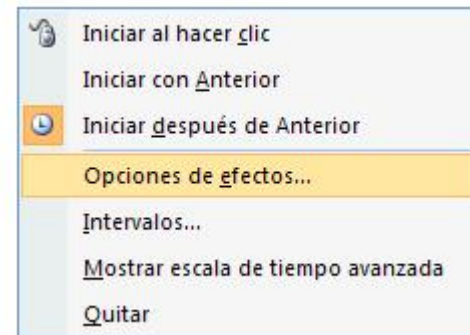 Iniciar al hacer clic
Iniciar con Anterior
Iniciar después de Anterior
Opciones de efectos...
Intervalos...
Mostrar escala de tiempo avanzada
Quitar